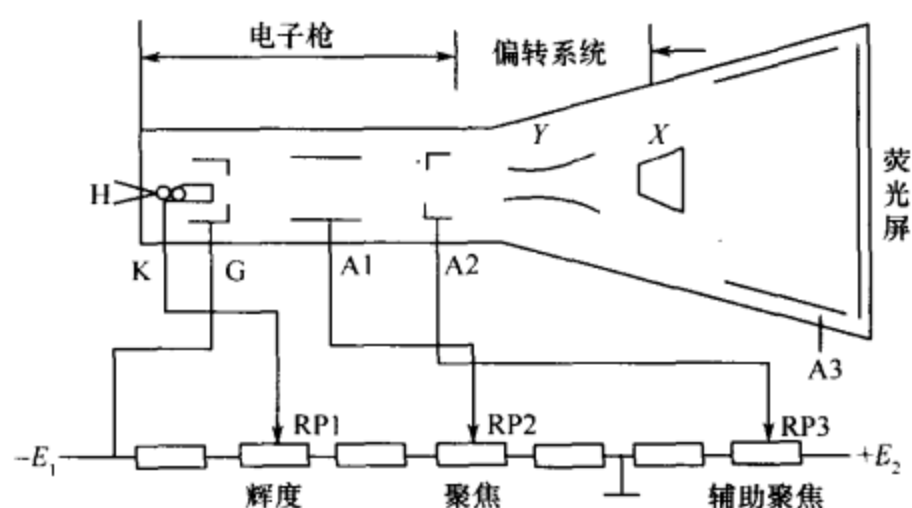 电子枪
偏转系统
Y
X
H
荧光屏
K
G
A1
A2
A3
RP1
RP2
RP3
-E₁
+E₂
辉度
聚焦
辅助聚焦